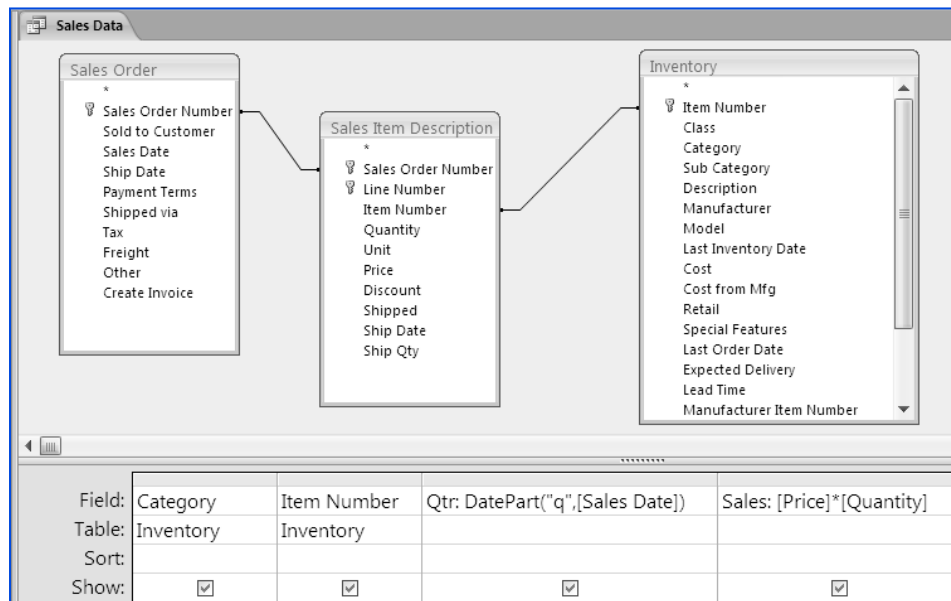 Sales Data
Sales Order
*
Sales Order Number
Sold to Customer
Sales Date
Ship Date
Payment Terms
Shipped via
Tax
Freight
Other
Create Invoice
Sales Item Description
*
Sales Order Number
Line Number
Item Number
Quantity
Unit
Price
Discount
Shipped
Ship Date
Ship Qty
Inventory
*
Item Number
Class
Category
Sub Category
Description
Manufacturer
Model
Last Inventory Date
Cost
Cost from Mfg
Retail
Special Features
Last Order Date
Expected Delivery
Lead Time
Manufacturer Item Number
Field: Category Item Number Qtr: DatePart("q",[Sales Date]) Sales: [Price]*[Quantity]
Table: Inventory Inventory
Sort:
Show: